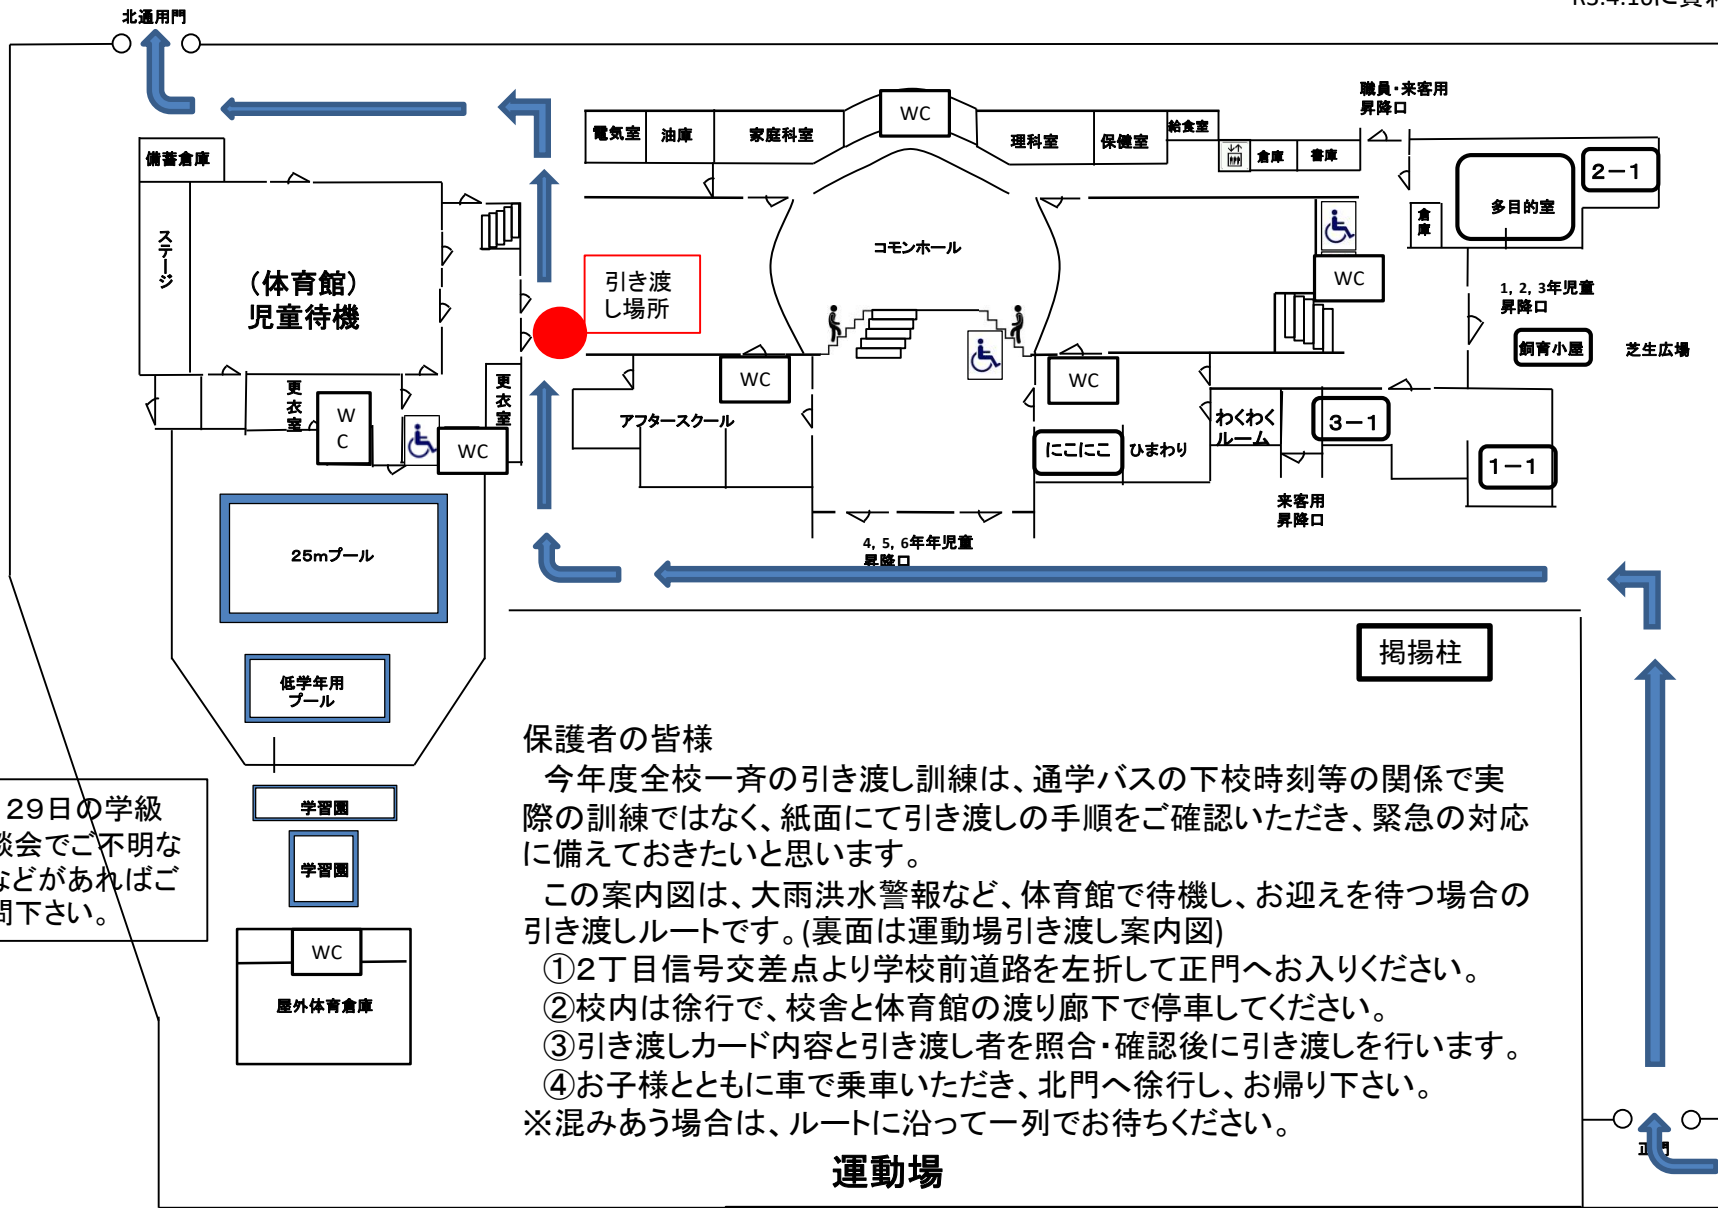 北通用門
職員・来客用
昇降口
電気室
油庫
家庭科室
WC
理科室
保健室
給食室
倉庫
書庫
2－1
多目的室
倉庫
備蓄倉庫
ステージ
(体育館)
児童待機
引き渡
し場所
コモンホール
WC
1, 2, 3年児童
昇降口
飼育小屋
芝生広場
更衣室
W
C
WC
更衣室
WC
アフタースクール
WC
にこにこ
ひまわり
わくわく
ルーム
3－1
1－1
来客用
昇降口
4, 5, 6年年児童
昇降口
25mプール
低学年用
プール
掲揚柱
学習園
学習園
29日の学級
談会でご不明な
などがあればご
問下さい。
WC
屋外体育倉庫
保護者の皆様
今年度全校一斉の引き渡し訓練は、通学バスの下校時刻等の関係で実
際の訓練ではなく、紙面にて引き渡しの手順をご確認いただき、緊急の対応
に備えておきたいと思います。
この案内図は、大雨洪水警報など、体育館で待機し、お迎えを待つ場合の
引き渡しルートです。(裏面は運動場引き渡し案内図)
①2丁目信号交差点より学校前道路を左折して正門へお入りください。
②校内は徐行で、校舎と体育館の渡り廊下で停車してください。
③引き渡しカード内容と引き渡し者を照合・確認後に引き渡しを行います。
④お子様とともに車で乗車いただき、北門へ徐行し、お帰り下さい。
※混みあう場合は、ルートに沿って一列でお待ちください。
運動場
正門